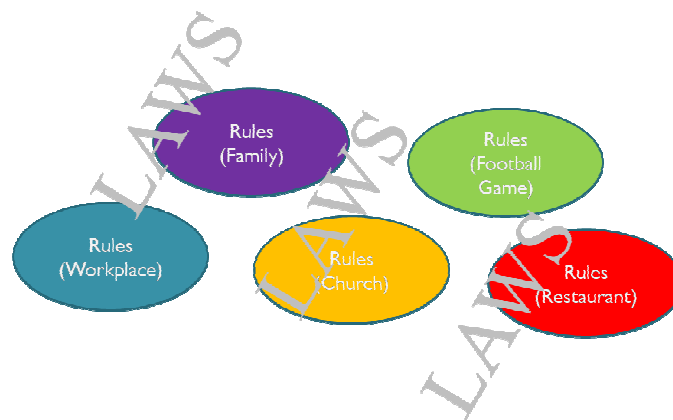 LAWS
Rules
(Family)
LAWS
Rules
(Football
Game)
Rules
(Workplace)
Rules
(Church)
LAWS
Rules
(Restaurant)